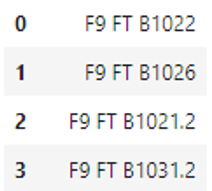 0 F9 FT B1022
1 F9 FT B1026
2 F9 FT B1021.2
3 F9 FT B1031.2